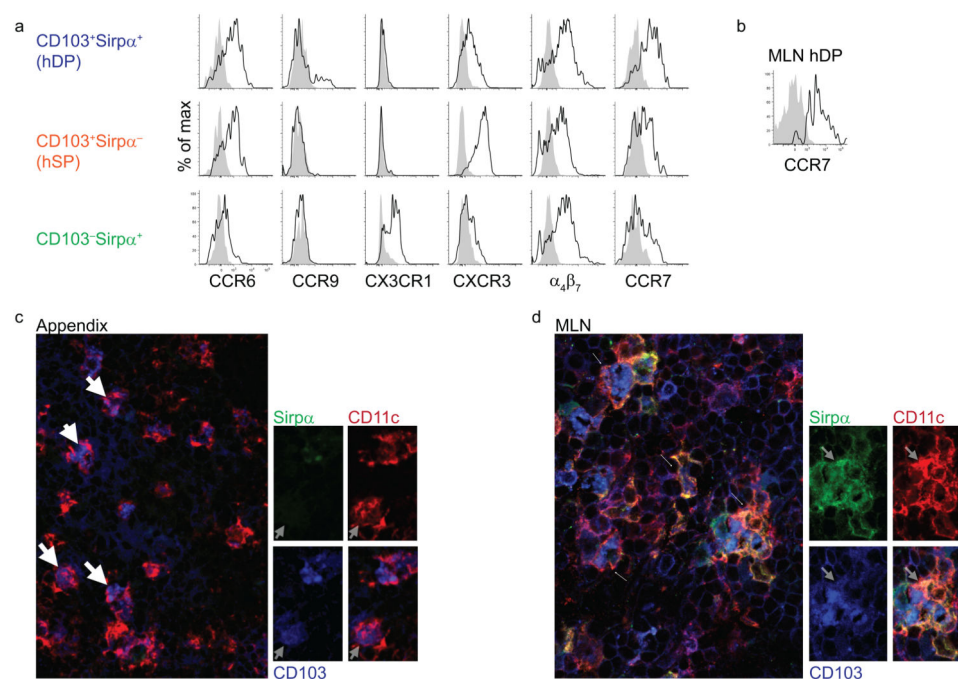 a
CD103⁺Sirpα⁺
(hDP)
CD103⁺Sirpα⁻
(hSP)
CD103⁻Sirpα⁺
% of max
CCR6 CCR9 CX3CR1 CXCR3 α₄β₇ CCR7
b
MLN hDP
CCR7
c
Appendix
Sirpα CD11c
CD103
d
MLN
Sirpα CD11c
CD103